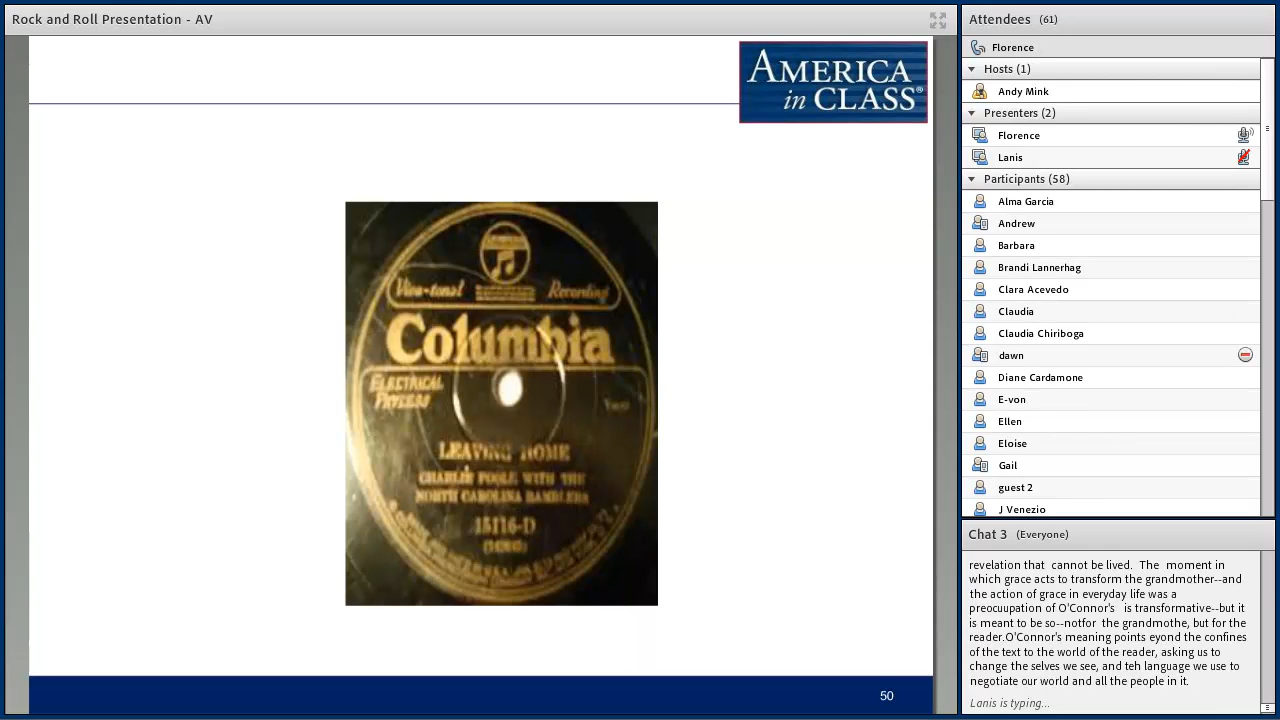 Rock and Roll Presentation - AV
AMERICA
in CLASS®
Viva-tonal Recording
Columbia
ELECTRICAL
PROCESS
LEAVING HOME
CHARLIE POOLE WITH THE
NORTH CAROLINA RAMBLERS
15116-D
50
Attendees (61)
Florence
Hosts (1)
Andy Mink
Presenters (2)
Florence
Lanis
Participants (58)
Alma Garcia
Andrew
Barbara
Brandi Lannerhag
Clara Acevedo
Claudia
Claudia Chiriboga
dawn
Diane Cardamone
E-von
Ellen
Eloise
Gail
guest 2
J Venezio
Chat 3 (Everyone)
revelation that cannot be lived. The moment in
which grace acts to transform the grandmother--and
the action of grace in everyday life was a
preocuupation of O'Connor's is transformative--but it
is meant to be so--notfor the grandmothe, but for the
reader.O'Connor's meaning points eyond the confines
of the text to the world of the reader, asking us to
change the selves we see, and teh language we use to
negotiate our world and all the people in it.
Lanis is typing...